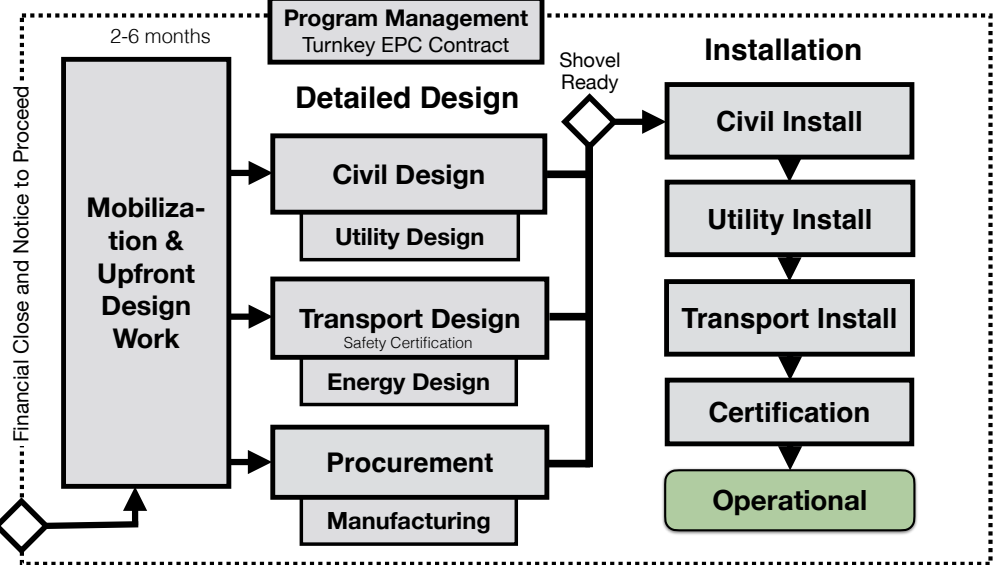 Program Management
Turnkey EPC Contract
2-6 months
Financial Close and Notice to Proceed
Mobiliza-
tion &
Upfront
Design
Work
Detailed Design
Civil Design
Utility Design
Transport Design
Safety Certification
Energy Design
Procurement
Manufacturing
Shovel
Ready
Installation
Civil Install
Utility Install
Transport Install
Certification
Operational